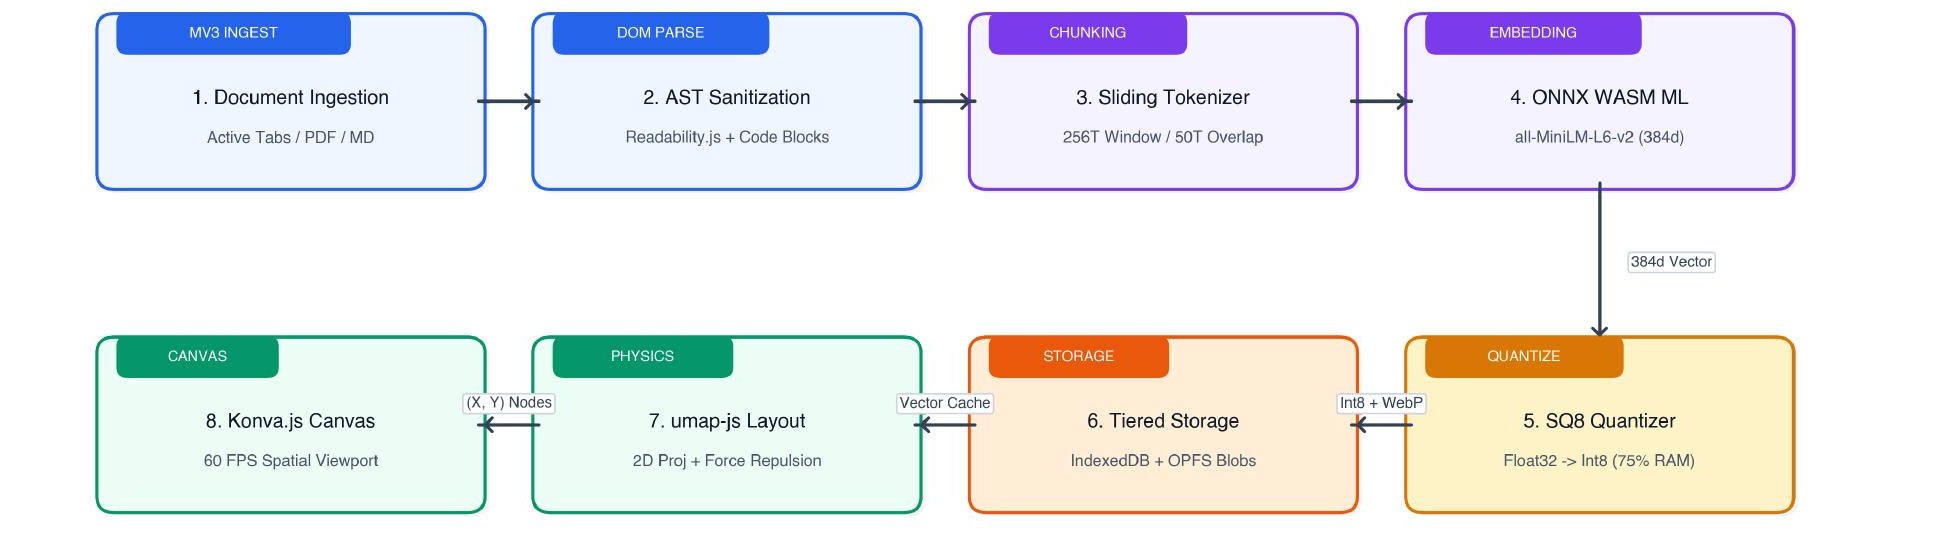 MV3 INGEST
1. Document Ingestion
Active Tabs / PDF / MD
DOM PARSE
2. AST Sanitization
Readability.js + Code Blocks
CHUNKING
3. Sliding Tokenizer
256T Window / 50T Overlap
EMBEDDING
4. ONNX WASM ML
all-MiniLM-L6-v2 (384d)
384d Vector
QUANTIZE
5. SQ8 Quantizer
Float32 -> Int8 (75% RAM)
Int8 + WebP
STORAGE
6. Tiered Storage
IndexedDB + OPFS Blobs
Vector Cache
PHYSICS
7. umap-js Layout
2D Proj + Force Repulsion
(X, Y) Nodes
CANVAS
8. Konva.js Canvas
60 FPS Spatial Viewport